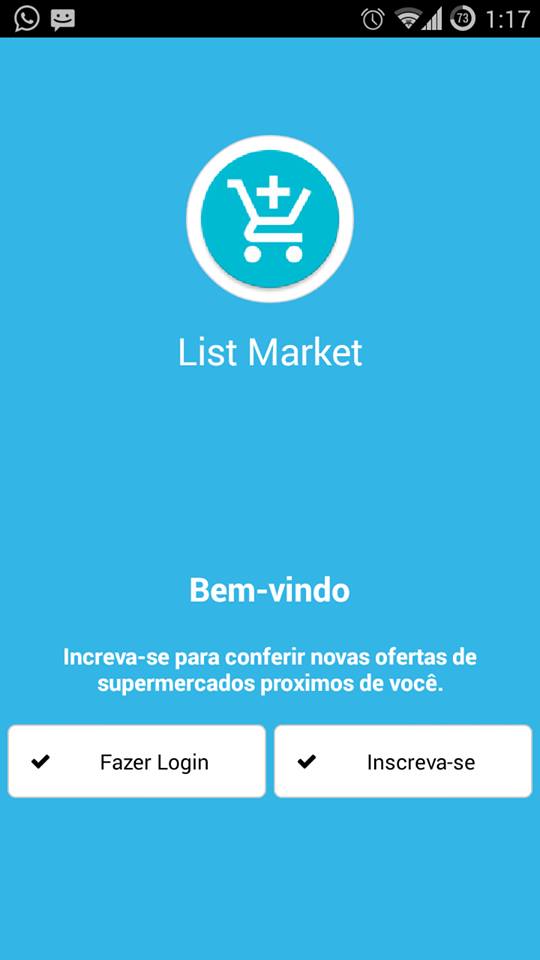 73 1:17
List Market
Bem-vindo
Increva-se para conferir novas ofertas de
supermercados proximos de você.
Fazer Login Inscreva-se